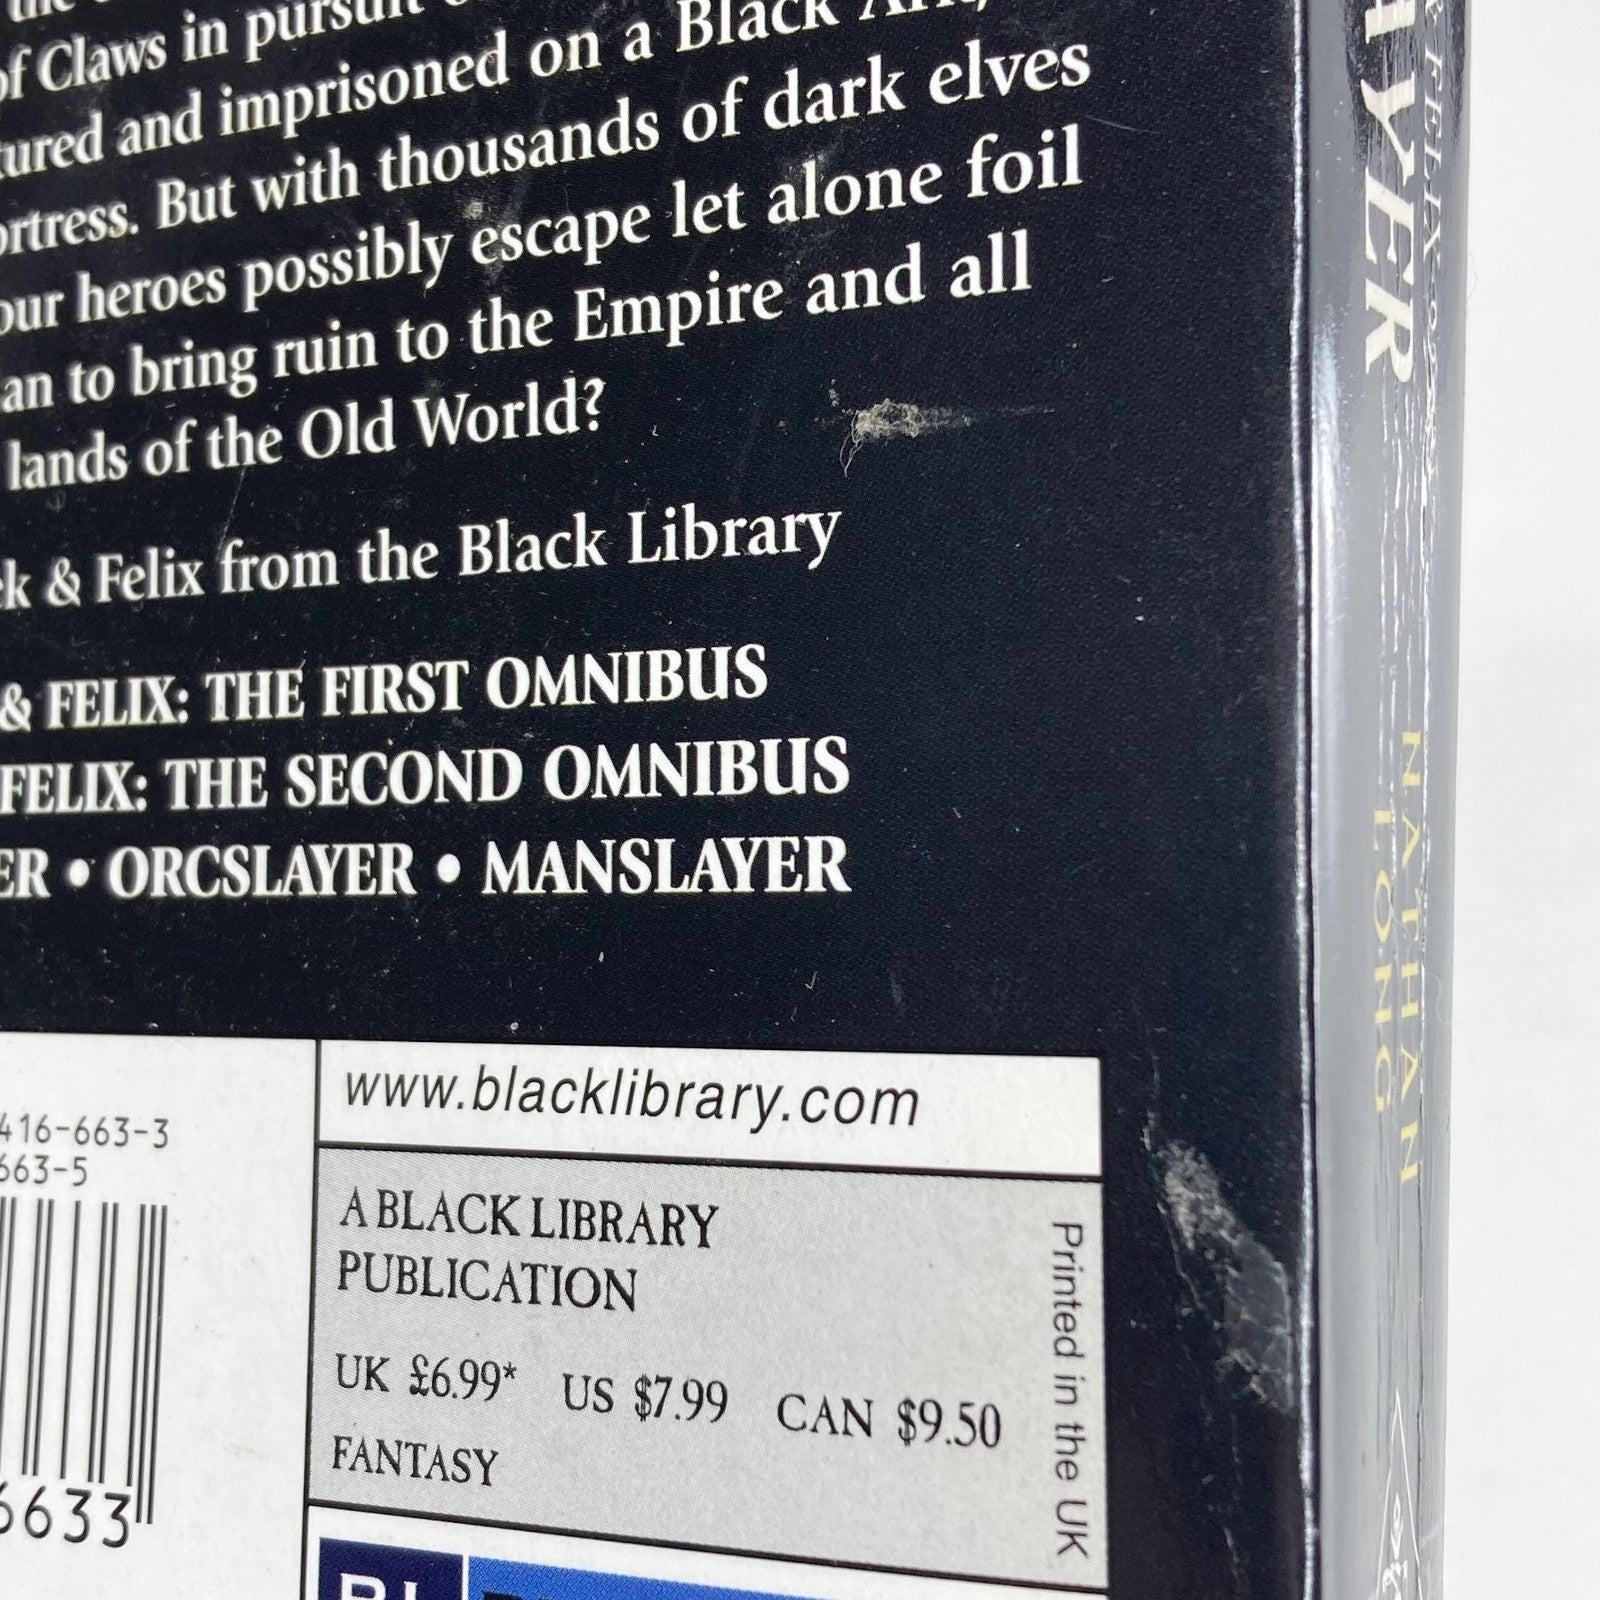 of Claws in pursuit
tured and imprisoned on a Black
ortress. But with thousands of dark elves
our heroes possibly escape let alone foil
an to bring ruin to the Empire and all
lands of the Old World?
ek & Felix from the Black Library
& FELIX: THE FIRST OMNIBUS
FELIX: THE SECOND OMNIBUS
ER • ORCSLAYER • MANSLAYER
www.blacklibrary.com
416-663-3
663-5
6633
A BLACK LIBRARY
PUBLICATION
UK £6.99* US $7.99 CAN $9.50
FANTASY
Printed in the UK
BL
AYER
& FELIX
NATHAN
LONG